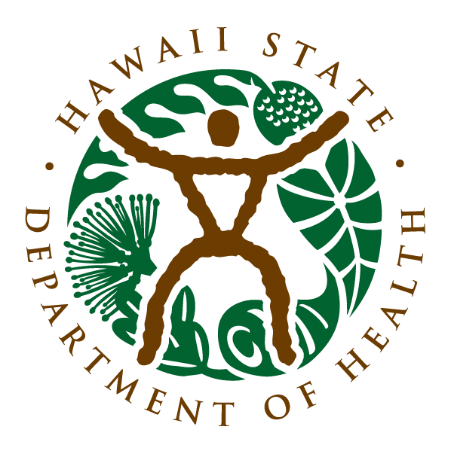 HAWAII STATE
DEPARTMENT OF HEALTH